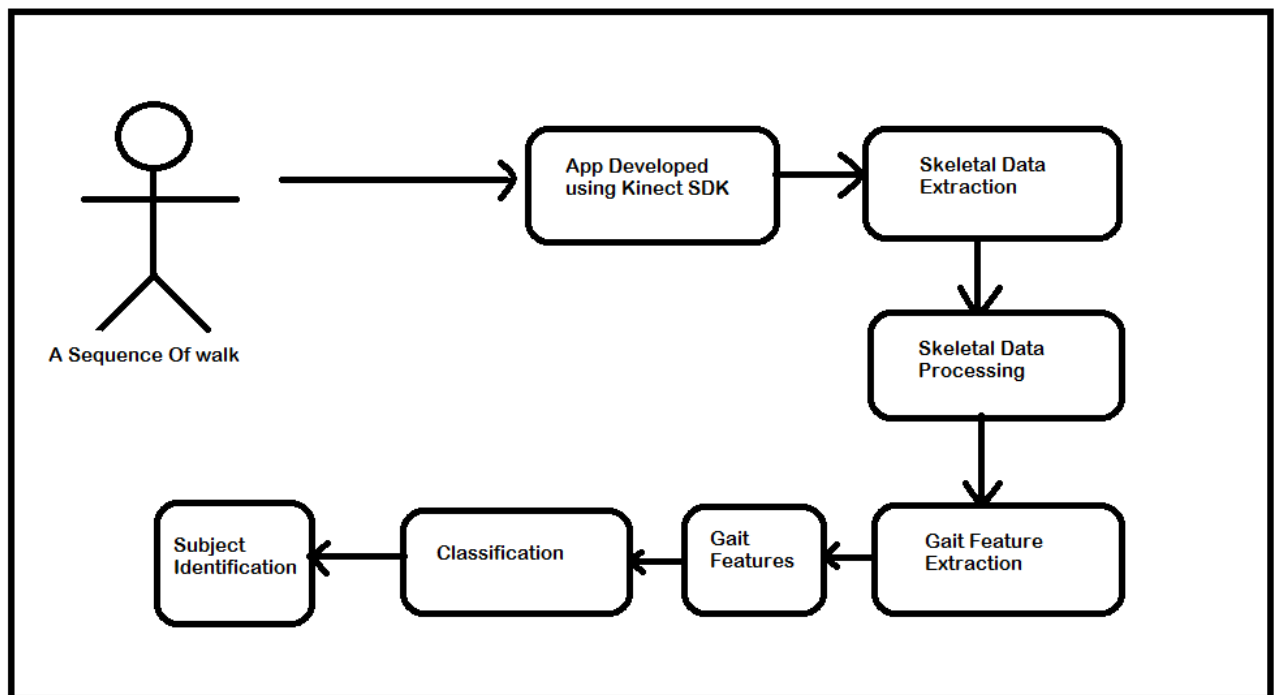 App Developed
using Kinect SDK
Skeletal Data
Extraction
A Sequence Of walk
Skeletal Data
Processing
Gait Feature
Extraction
Gait
Features
Classification
Subject
Identification